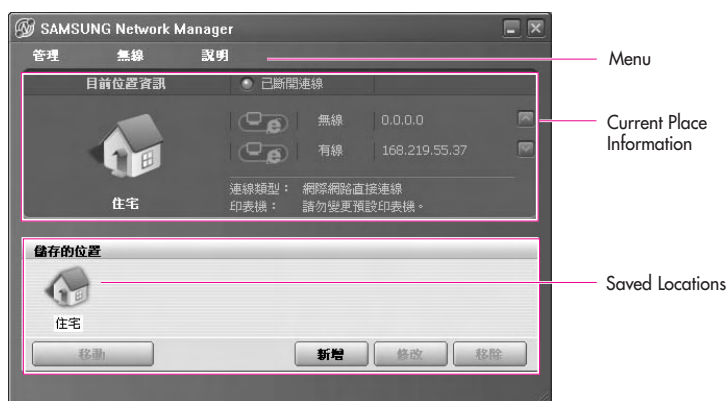 SAMSUNG Network Manager
管理 無線 説明
Menu
目前位置資訊 已斷開連線
無線 0.0.0.0
Current Place
Information
有線 168.219.55.37
住宅
連線類型： 網際網路直接連線
印表機： 請勿變更預設印表機。
儲存的位置
Saved Locations
住宅
移動 新增 修改 移除